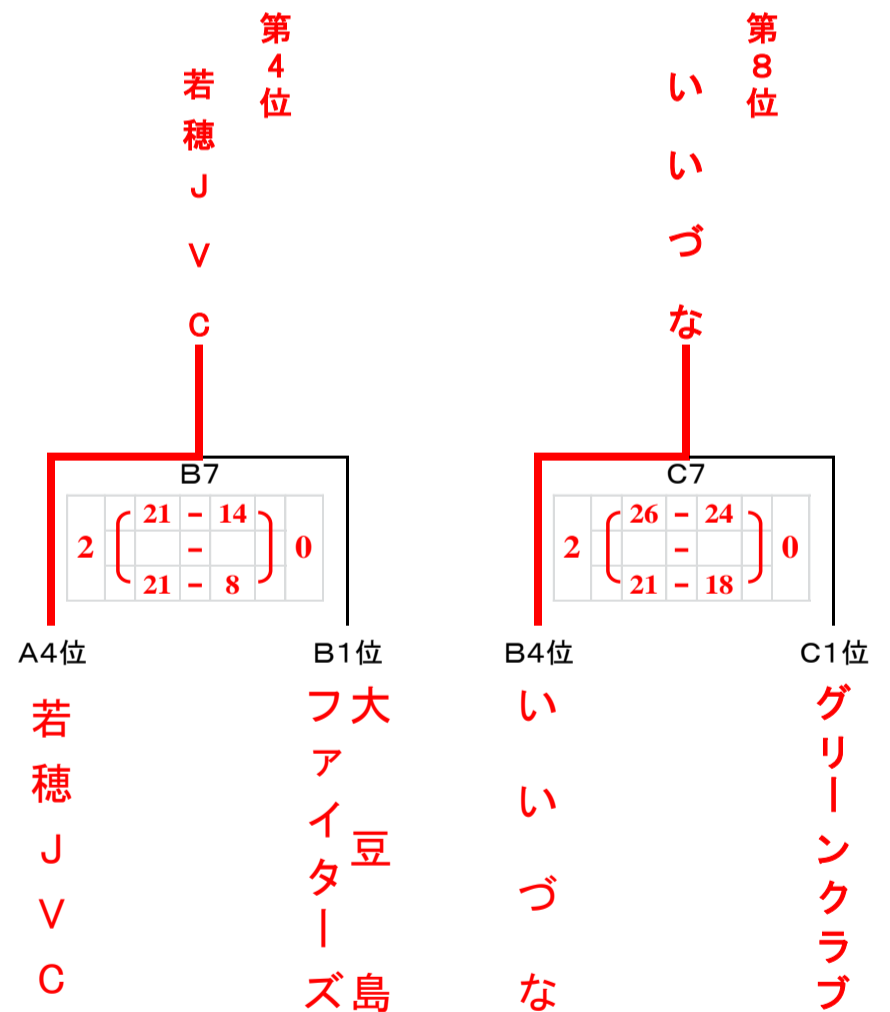 第4位
若穂JVC
第8位
いいづな
B7
2
21 - 14
-
21 - 8
0
C7
2
26 - 24
-
21 - 18
0
A4位
B1位
B4位
C1位
若穂JVC
大豆島
ファイターズ
いいづな
グリーンクラブ